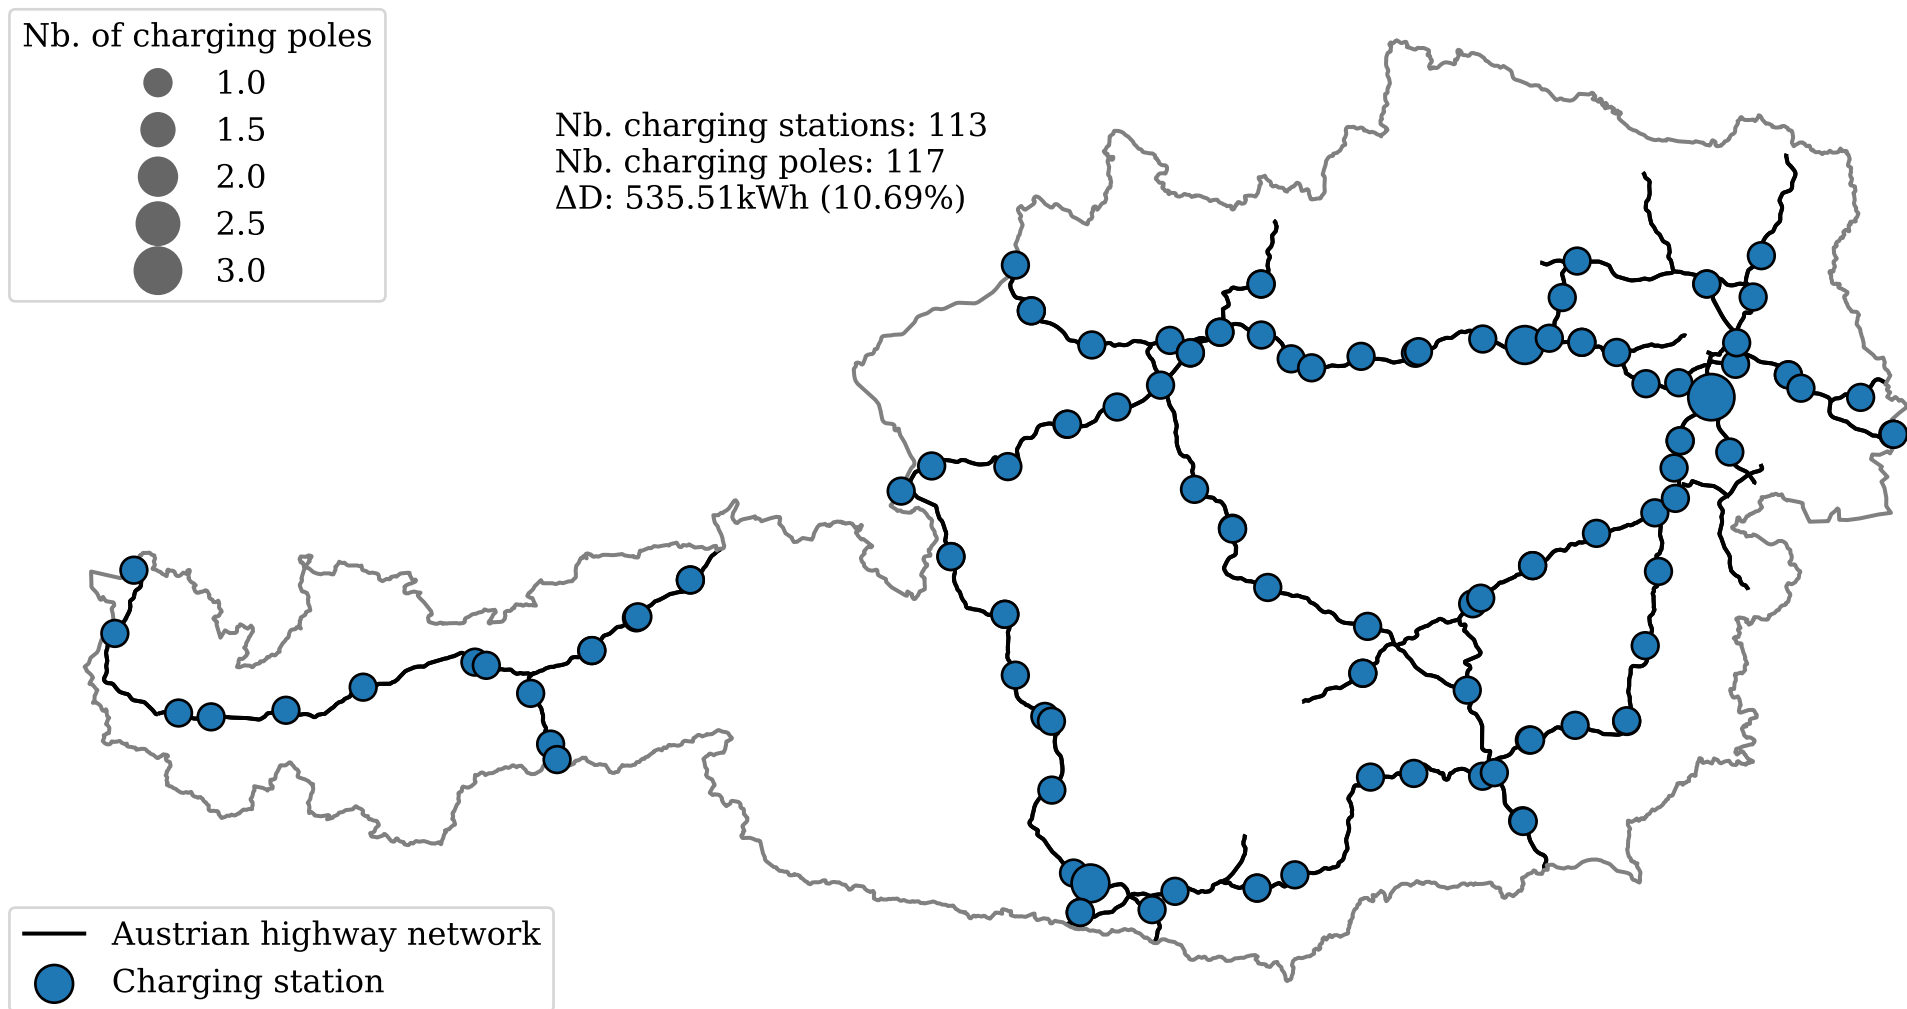 Nb. of charging poles
1.0
1.5
2.0
2.5
3.0
Nb. charging stations: 113
Nb. charging poles: 117
ΔD: 535.51kWh (10.69%)
Austrian highway network
Charging station